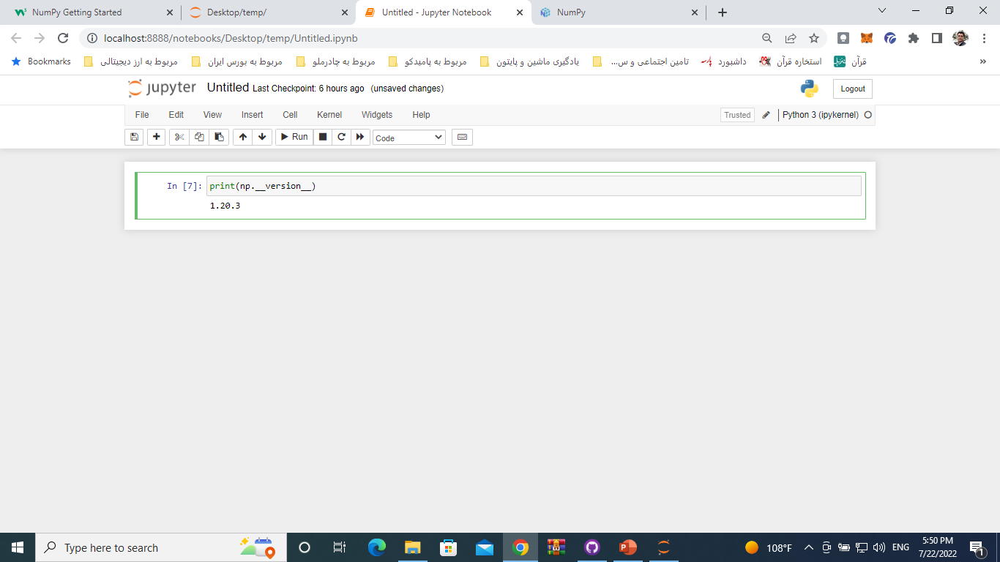 NumPy Getting Started
Desktop/temp/
Untitled - Jupyter Notebook
NumPy
localhost:8888/notebooks/Desktop/temp/Untitled.ipynb
Bookmarks
مربوط به ارز دیجیتالی
مربوط به بورس ایران
مربوط به چادرملو
مربوط به پامیدکو
یادگیری ماشین و پایتون
تامین اجتماعی و س...
داشبورد
استخاره قرآن
قرآن
»
jupyter Untitled Last Checkpoint: 6 hours ago (unsaved changes)
Logout
File Edit View Insert Cell Kernel Widgets Help
Trusted
Python 3 (ipykernel)
Run
Code
In [7]: print(np.__version__)
1.20.3
Type here to search
108°F
ENG
5:50 PM
7/22/2022
1